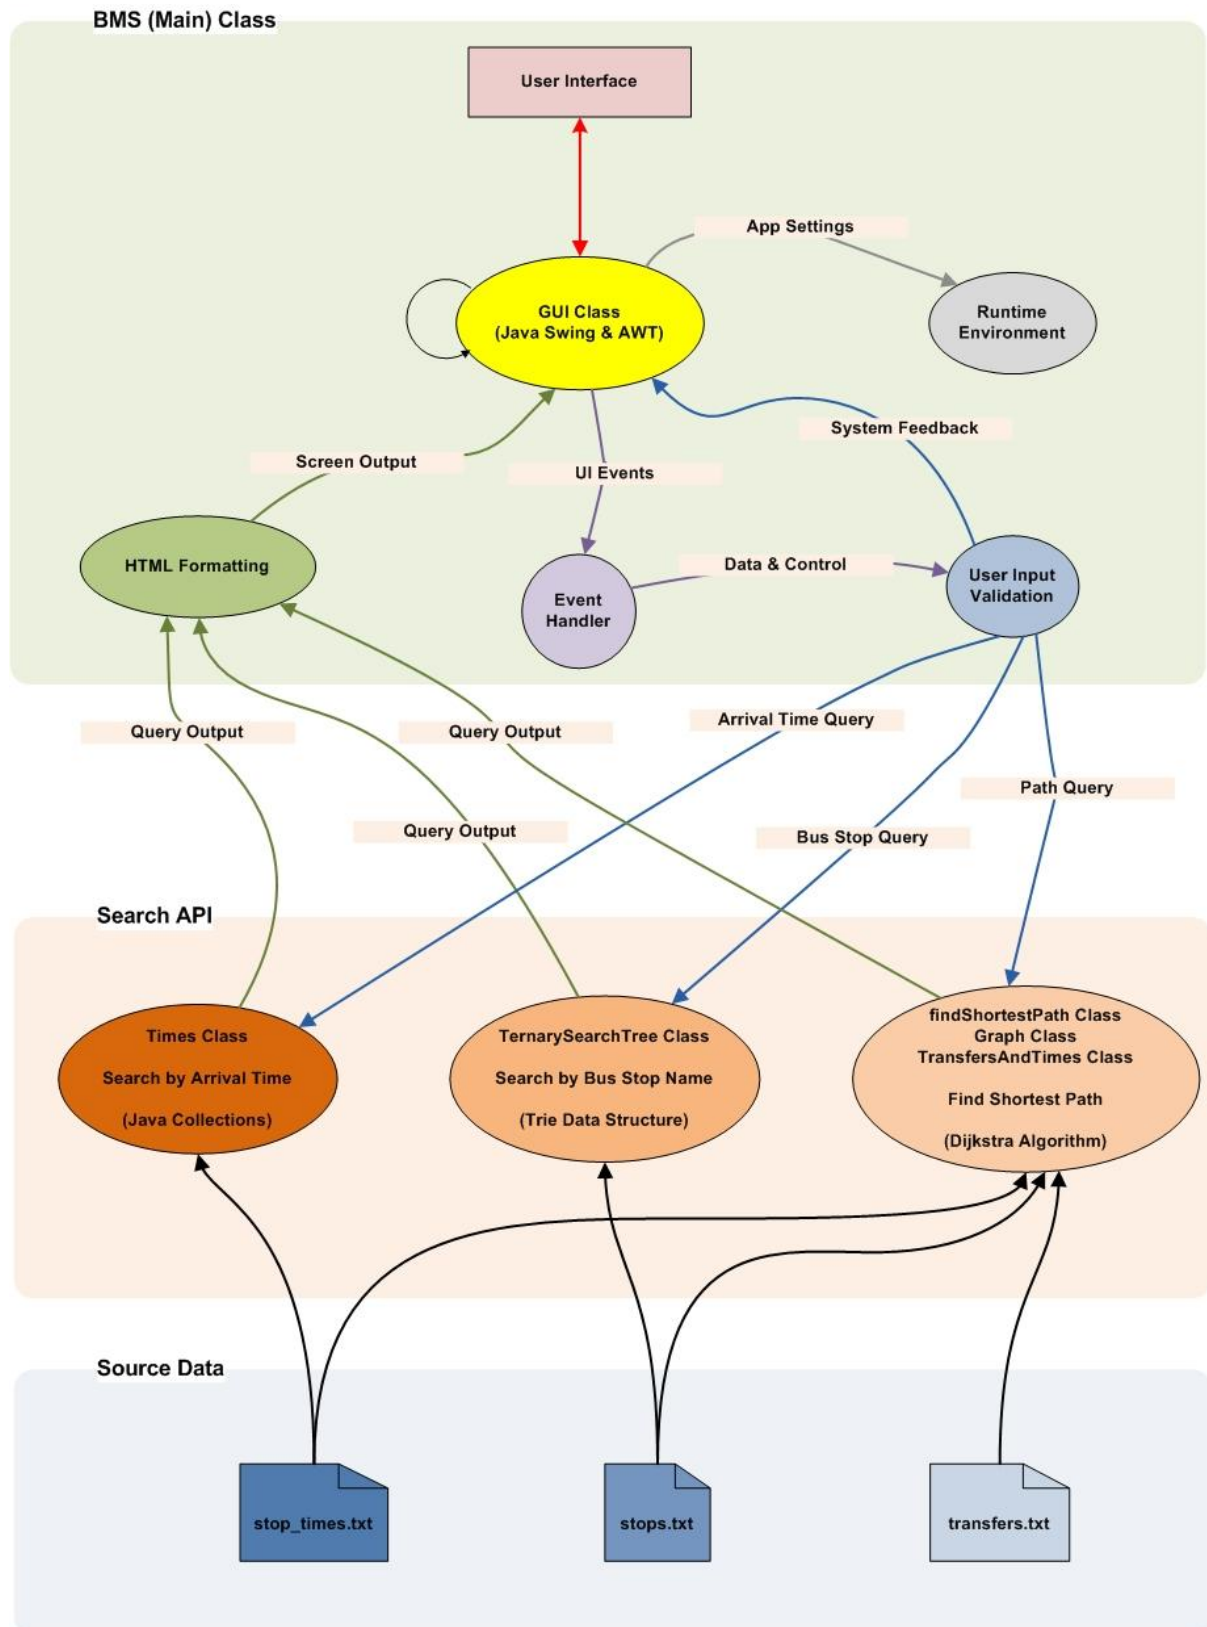 BMS (Main) Class
User Interface
App Settings
GUI Class
(Java Swing & AWT)
Runtime
Environment
System Feedback
Screen Output
UI Events
HTML Formatting
Data & Control
User Input
Validation
Event
Handler
Arrival Time Query
Query Output
Query Output
Path Query
Query Output
Bus Stop Query
Search API
Times Class
Search by Arrival Time
(Java Collections)
TernarySearchTree Class
Search by Bus Stop Name
(Trie Data Structure)
findShortestPath Class
Graph Class
TransfersAndTimes Class
Find Shortest Path
(Dijkstra Algorithm)
Source Data
stop_times.txt
stops.txt
transfers.txt